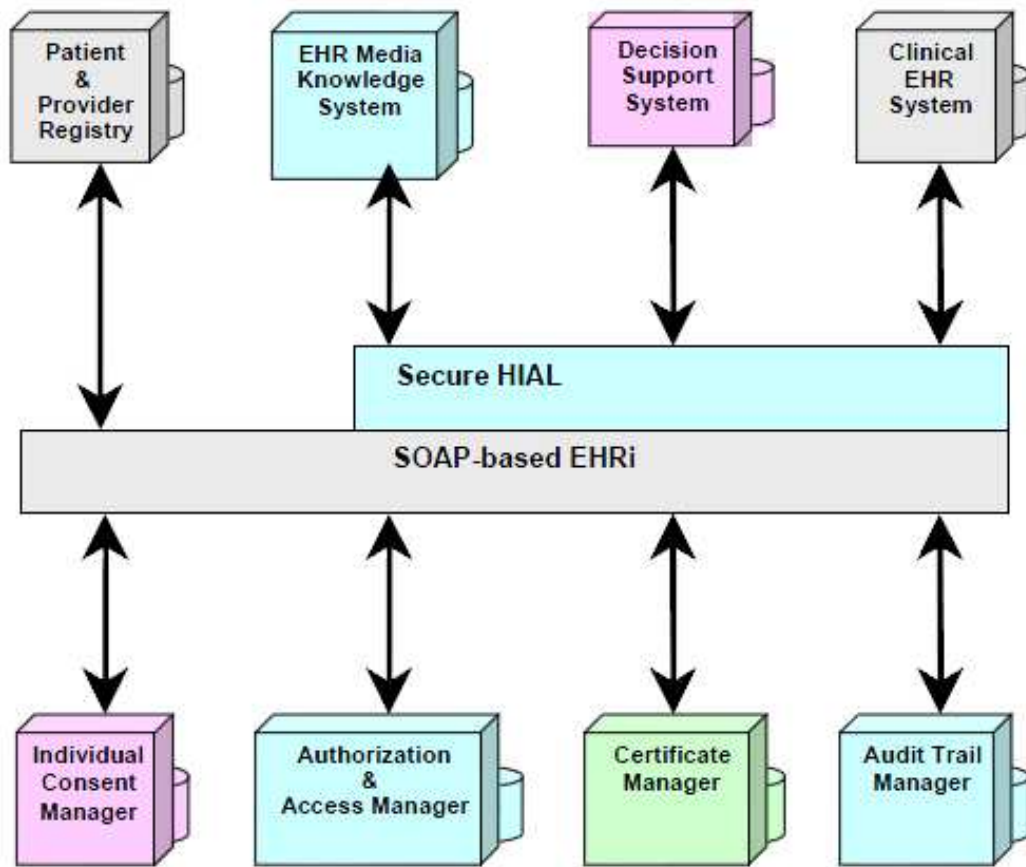 Patient
&
Provider
Registry
EHR Media
Knowledge
System
Decision
Support
System
Clinical
EHR
System
Secure HIAL
SOAP-based EHRi
Individual
Consent
Manager
Authorization
&
Access Manager
Certificate
Manager
Audit Trail
Manager